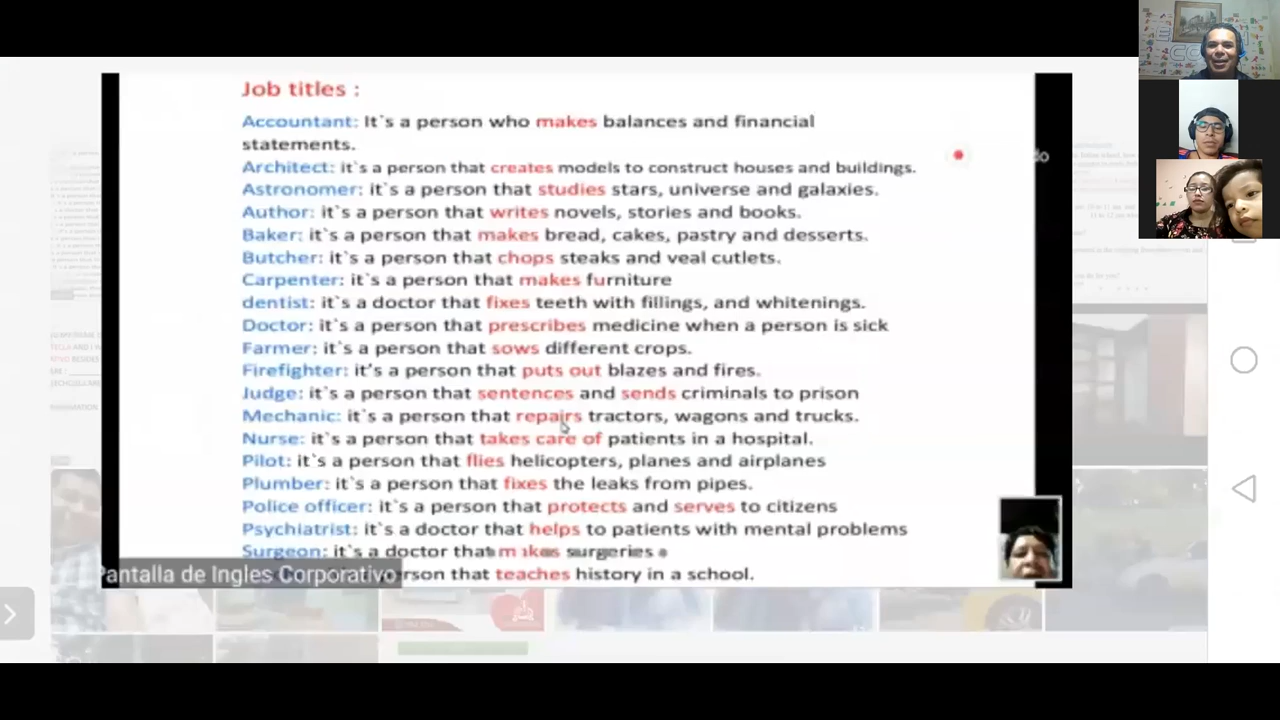 Job titles :
Accountant: It`s a person who makes balances and financial
statements.
Architect: it`s a person that creates models to construct houses and buildings.
Astronomer: it`s a person that studies stars, universe and galaxies.
Author: it`s a person that writes novels, stories and books.
Baker: it`s a person that makes bread, cakes, pastry and desserts.
Butcher: it`s a person that chops steaks and veal cutlets.
Carpenter: it`s a person that makes furniture
dentist: it`s a doctor that fixes teeth with fillings, and whitenings.
Doctor: it`s a person that prescribes medicine when a person is sick
Farmer: it`s a person that sows different crops.
Firefighter: it's a person that puts out blazes and fires.
Judge: it`s a person that sentences and sends criminals to prison
Mechanic: it`s a person that repairs tractors, wagons and trucks.
Nurse: it`s a person that takes care of patients in a hospital.
Pilot: it`s a person that flies helicopters, planes and airplanes
Plumber: it`s a person that fixes the leaks from pipes.
Police officer: it`s a person that protects and serves to citizens
Psychiatrist: it`s a doctor that helps to patients with mental problems
Surgeon: it`s a doctor that makes surgeries
Pantalla de Ingles Corporativo
that teaches history in a school.